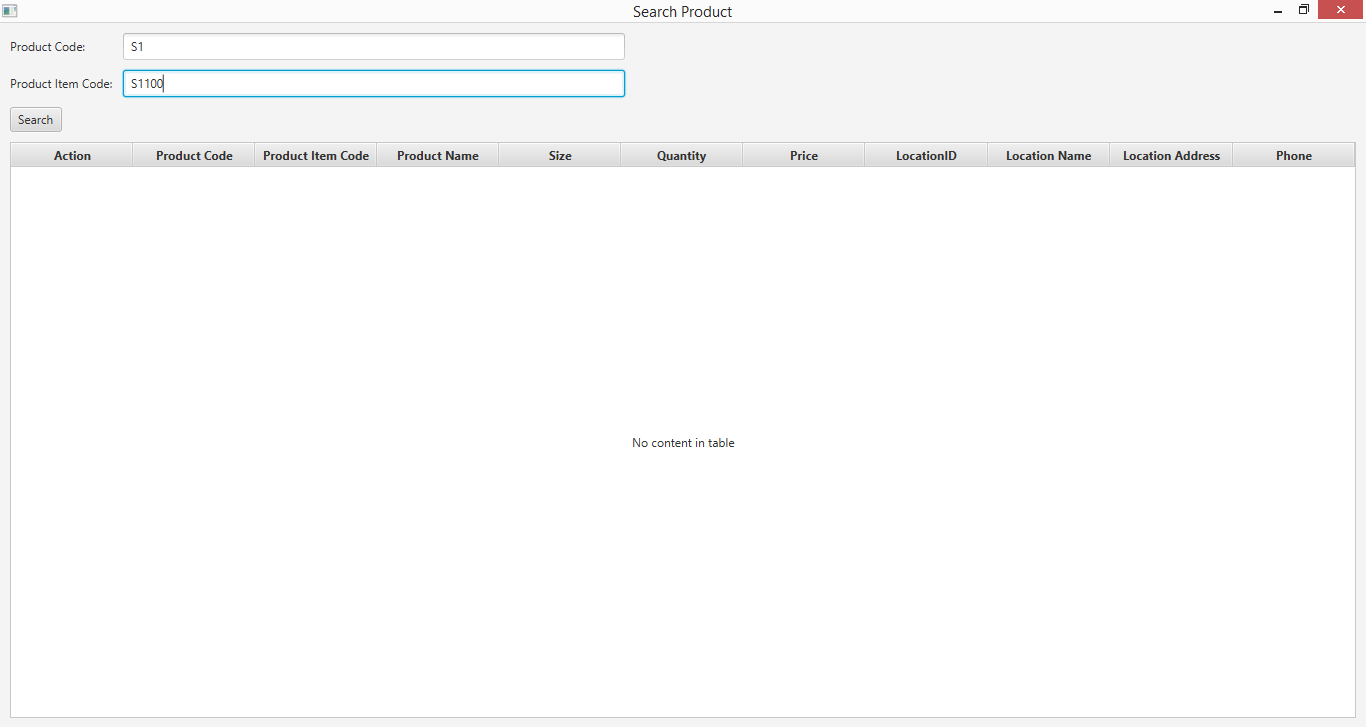 Search Product
Product Code: S1
Product Item Code: S1100
Search
Action Product Code Product Item Code Product Name Size Quantity Price LocationID Location Name Location Address Phone
No content in table